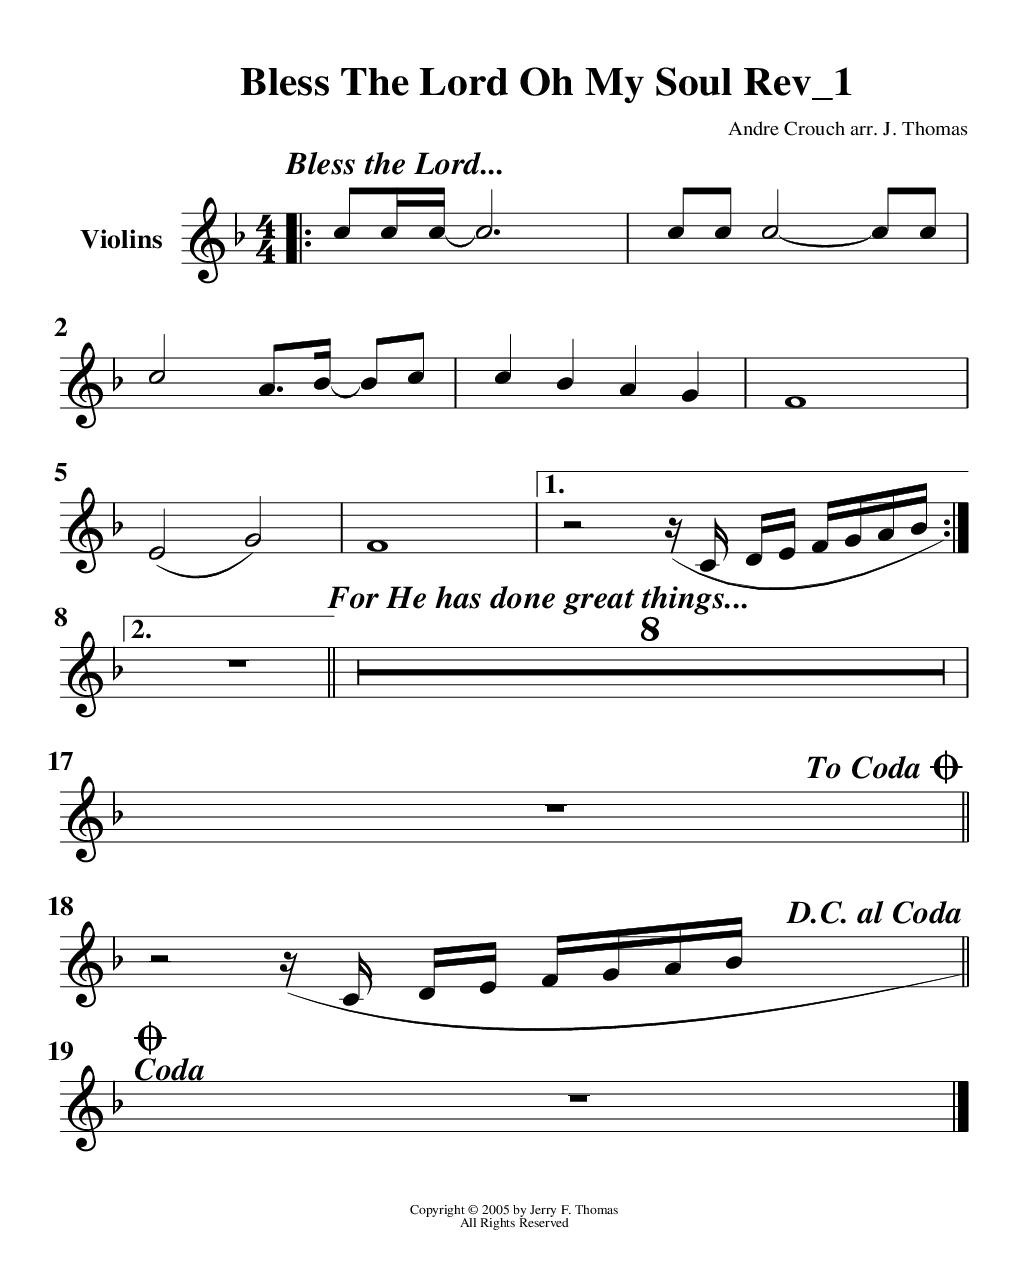 Bless The Lord Oh My Soul Rev_1
Andre Crouch arr. J. Thomas
Bless the Lord...
Violins
4
4
2
5
1.
For He has done great things...
8
2.
8
17
To Coda
18
D.C. al Coda
19
Coda
Copyright © 2005 by Jerry F. Thomas
All Rights Reserved